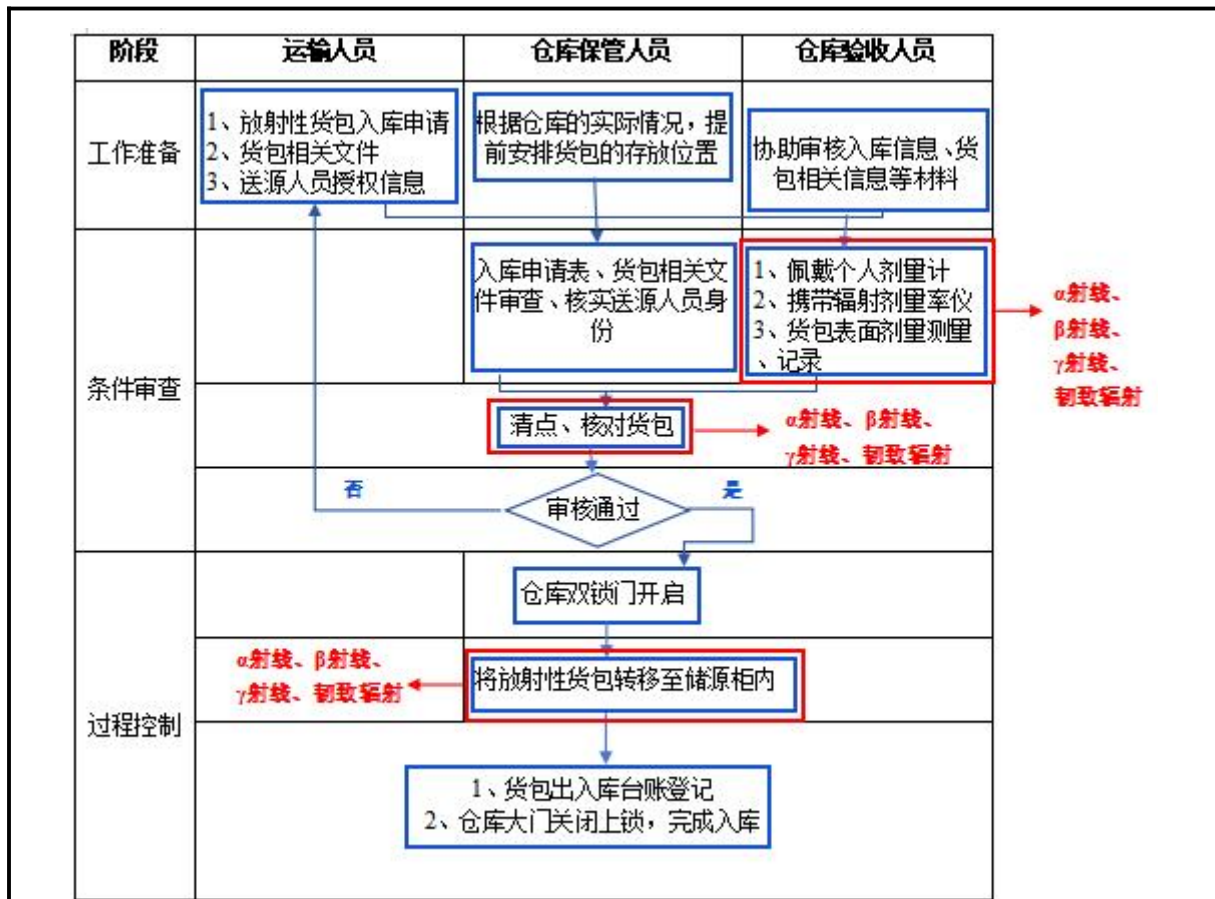 阶段
运输人员
仓库保管人员
仓库验收人员
工作准备
1、放射性货包入库申请
2、货包相关文件
3、送源人员授权信息
根据仓库的实际情况，提
前安排货包的存放位置
协助审核入库信息、货
包相关信息等材料
条件审查
入库申请表、货包相关文
件审查、核实送源人员身
份
1、佩戴个人剂量计
2、携带辐射剂量率仪
3、货包表面剂量测量
、记录
α射线、
β射线、
γ射线、
韧致辐射
清点、核对货包
α射线、β射线、
γ射线、韧致辐射
否
审核通过
是
过程控制
仓库双锁门开启
α射线、β射线、
γ射线、韧致辐射
将放射性货包转移至储源柜内
1、货包出入库台账登记
2、仓库大门关闭上锁，完成入库